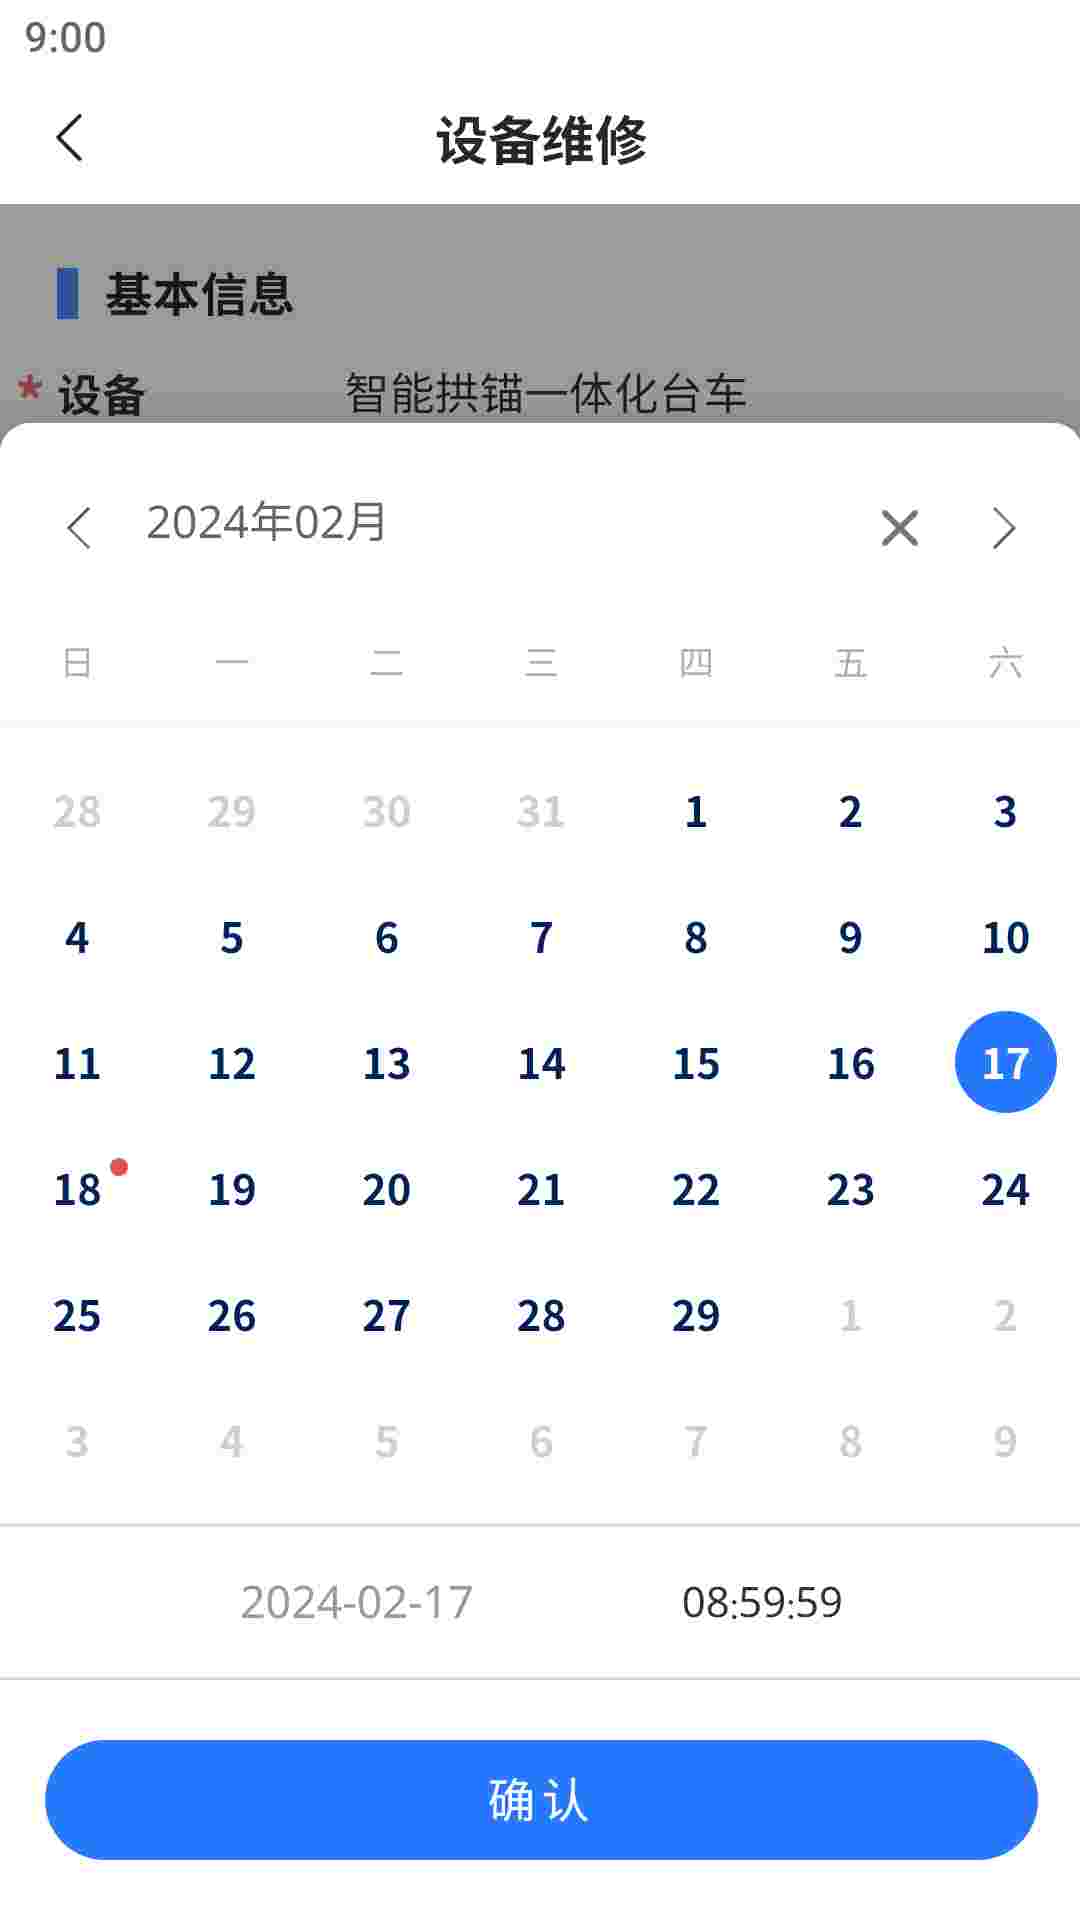 9:00
设备维修
基本信息
* 设备 智能拱锚一体化台车
2024年02月
日 一 二 三 四 五 六
28 29 30 31 1 2 3
4 5 6 7 8 9 10
11 12 13 14 15 16 17
18 19 20 21 22 23 24
25 26 27 28 29 1 2
3 4 5 6 7 8 9
2024-02-17 08:59:59
确认